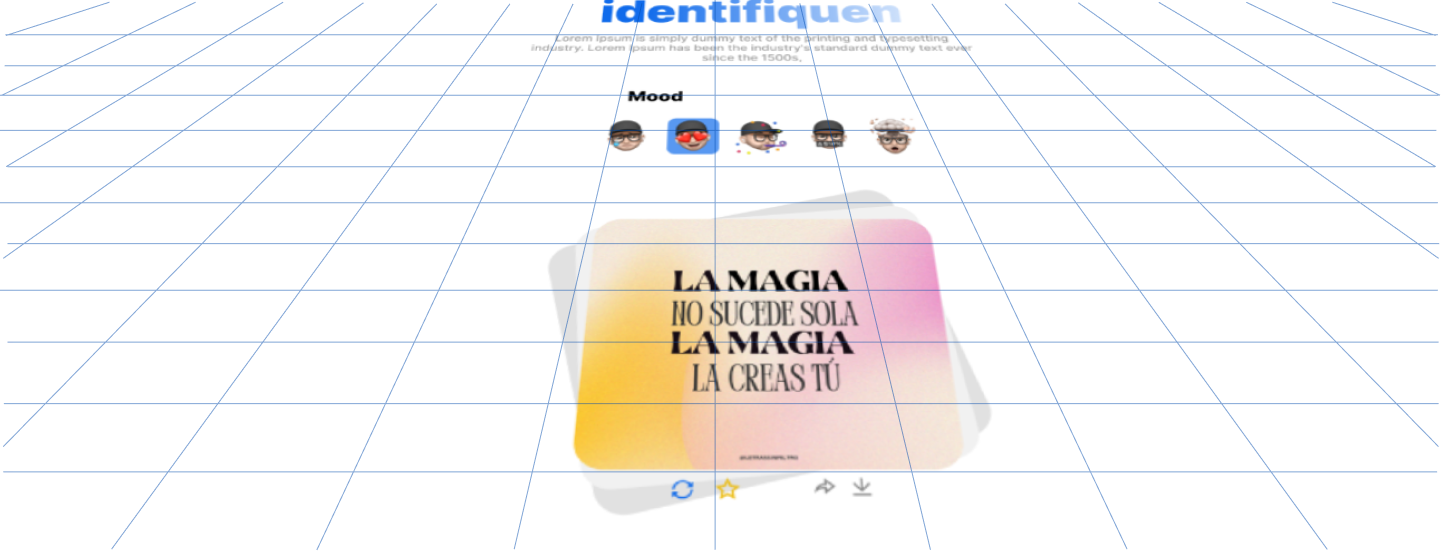 identifiquen
Lorem Ipsum is simply dummy text of the printing and typesetting
industry. Lorem Ipsum has been the industry's standard dummy text ever
since the 1500s,
Mood
LA MAGIA
NO SUCEDE SOLA
LA MAGIA
LA CREAS TÚ